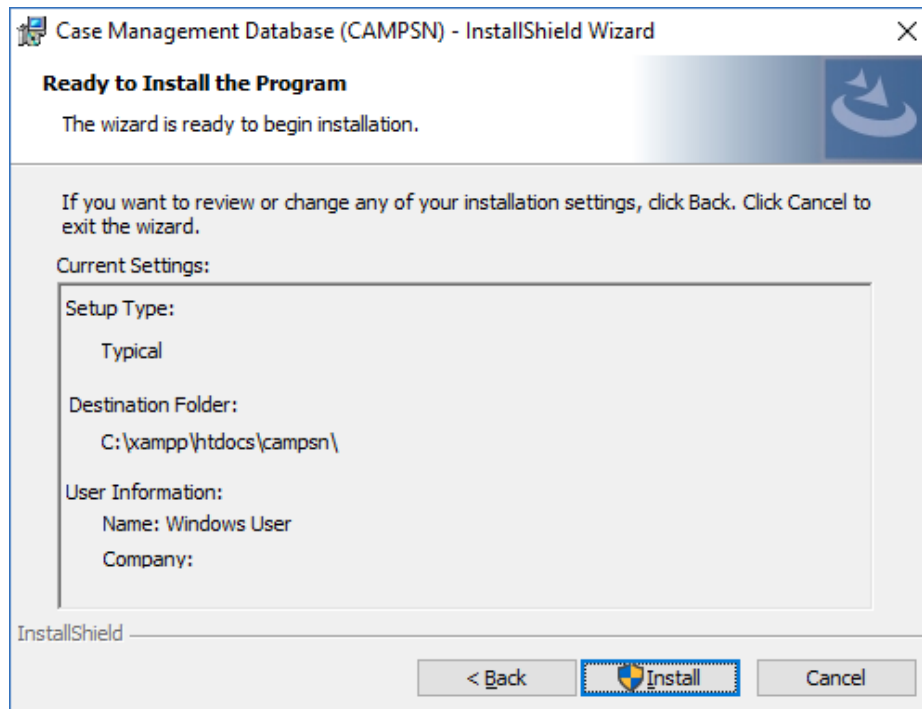 Case Management Database (CAMPSN) - InstallShield Wizard
Ready to Install the Program
The wizard is ready to begin installation.
If you want to review or change any of your installation settings, click Back. Click Cancel to
exit the wizard.
Current Settings:
Setup Type:
Typical
Destination Folder:
C:\xampp\htdocs\campsn\
User Information:
Name: Windows User
Company:
InstallShield
< Back
Install
Cancel